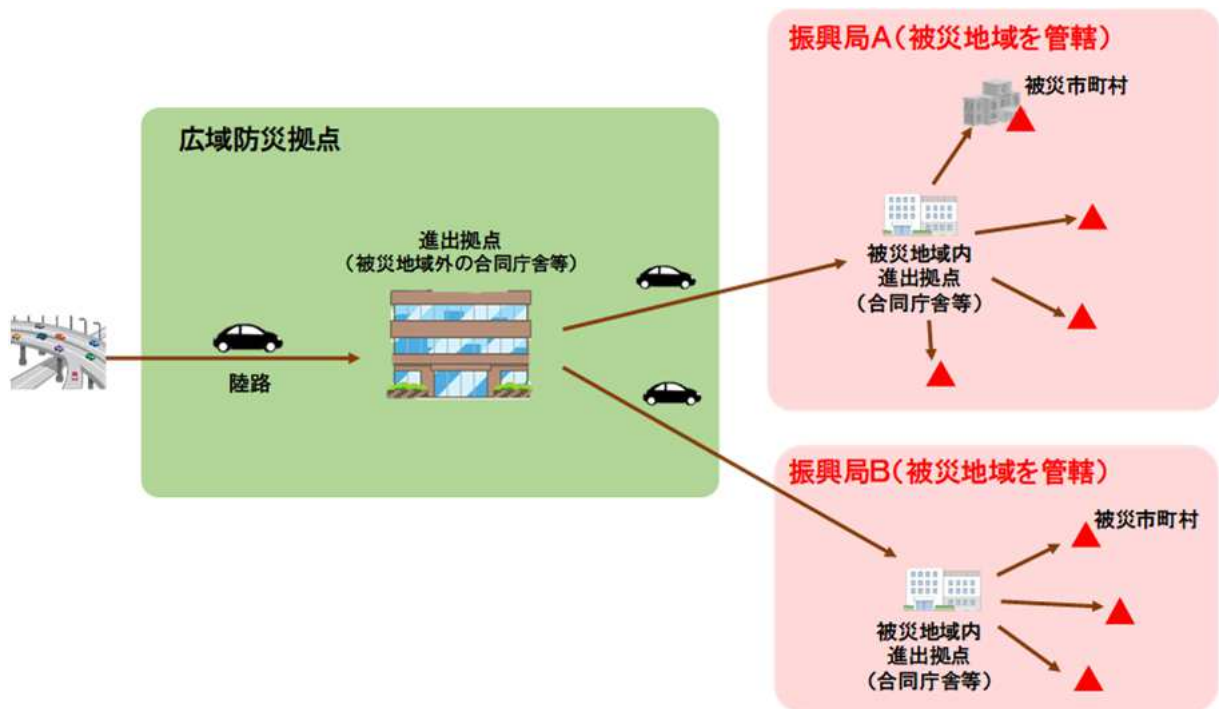 広域防災拠点
進出拠点
（被災地域外の合同庁舎等）
陸路
振興局A（被災地域を管轄）
被災市町村
被災地域内
進出拠点
（合同庁舎等）
振興局B（被災地域を管轄）
被災市町村
被災地域内
進出拠点
（合同庁舎等）